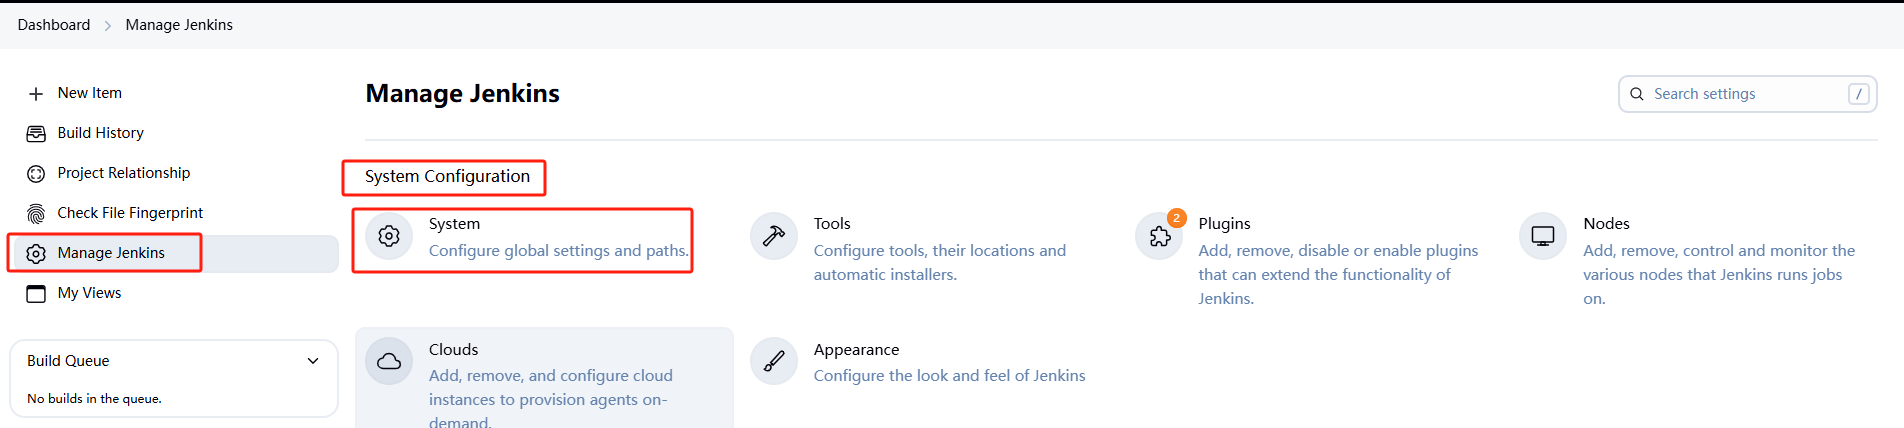 Dashboard > Manage Jenkins
New Item
Build History
Project Relationship
Check File Fingerprint
Manage Jenkins
My Views
Build Queue
No builds in the queue.
Manage Jenkins
Search settings /
System Configuration
System
Configure global settings and paths.
Tools
Configure tools, their locations and
automatic installers.
2
Plugins
Add, remove, disable or enable plugins
that can extend the functionality of
Jenkins.
Nodes
Add, remove, control and monitor the
various nodes that Jenkins runs jobs
on.
Clouds
Add, remove, and configure cloud
instances to provision agents on-
demand.
Appearance
Configure the look and feel of Jenkins